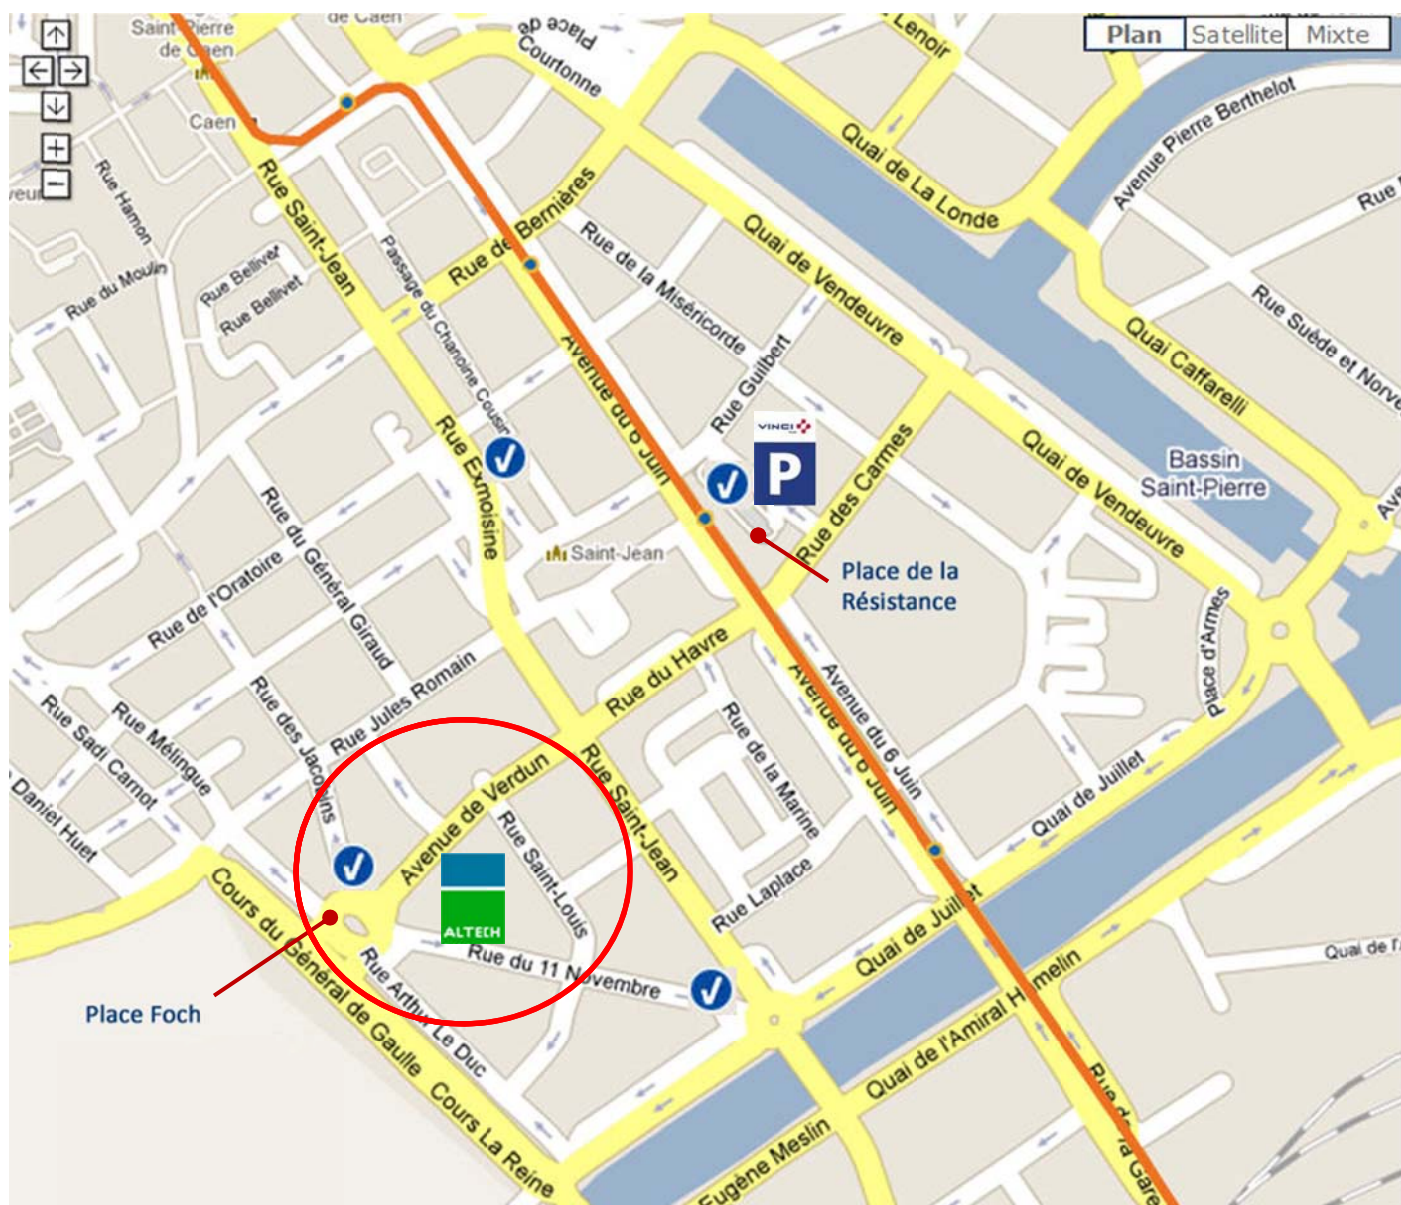 Saint-Pierre
de Caen
de Caen
Place de
Courtonne
Lenoir
Plan
Satellite
Mixte
Caen
Rue Hamon
Rue Saint-Jean
Rue du Moulin
Rue Bellivet
Rue Bellivet
Passage du Chanoine Cousin
Rue de Bernières
Rue de la Miséricorde
Quai de La Londe
Avenue Pierre Berthelot
Quai de Vendeuvre
Rue Suède et Norve
Quai Caffarelli
Rue Guilbert
Avenue du 6 Juin
Rue Exmoisine
VINCI
P
Rue des Carmes
Quai de Vendeuvre
Bassin
Saint-Pierre
Rue du Général Giraud
Rue de l'Oratoire
Saint-Jean
Place de la
Résistance
Place d'Armes
Rue Jules Romain
Rue du Havre
Rue des Jacobins
Rue Mélingue
Rue Sadi Carnot
Daniel Huet
Avenue de Verdun
Rue Saint-Jean
Rue de la Marine
Avenue du 6 Juin
Avenue du 6 Juin
Quai de Juillet
Rue Saint-Louis
Rue Laplace
ALTECH
Cours du Général de Gaulle
Rue du 11 Novembre
Rue Arthur Le Duc
Quai de Juillet
Quai de l'Amiral Hamelin
Quai de l'
Place Foch
Cours La Reine
Eugène Meslin
Rue de la Gare